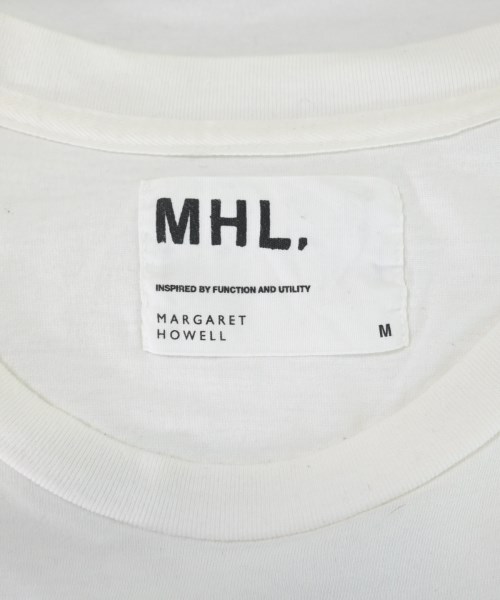 MHL.
INSPIRED BY FUNCTION AND UTILITY
MARGARET
HOWELL
M